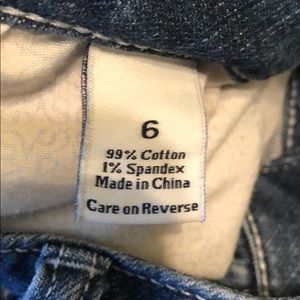 6
99% Cotton
1% Spandex
Made in China
Care on Reverse